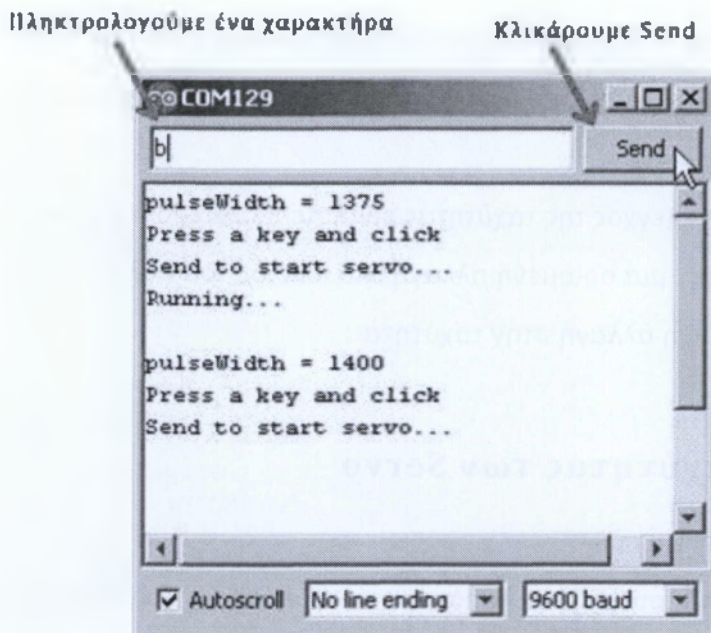 Πληκτρολογούμε ένα χαρακτήρα
Κλικάρουμε Send
COM129
b
Send
pulseWidth = 1375
Press a key and click
Send to start servo....
Running...
pulseWidth = 1400
Press a key and click
Send to start servo...
Autoscroll
No line ending
9600 baud